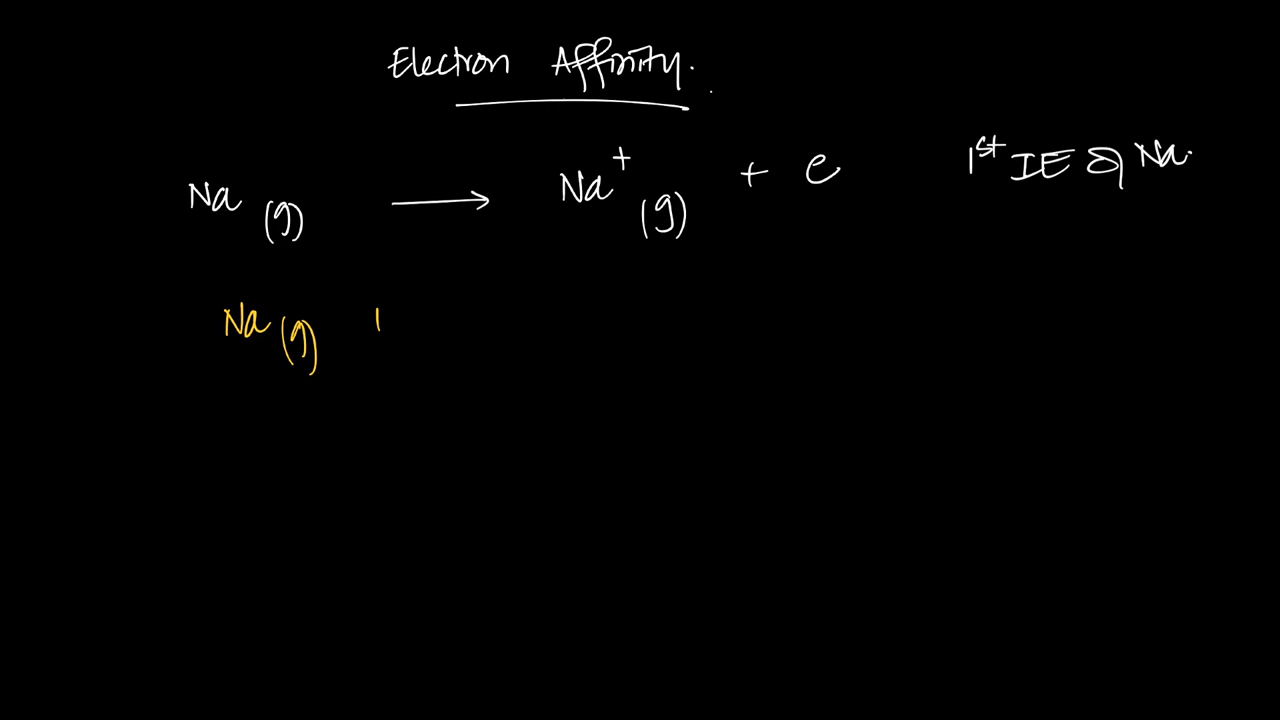 Electron Affinity.
Na (g) → Na⁺ (g) + e 1st IE of Na.
Na (g)